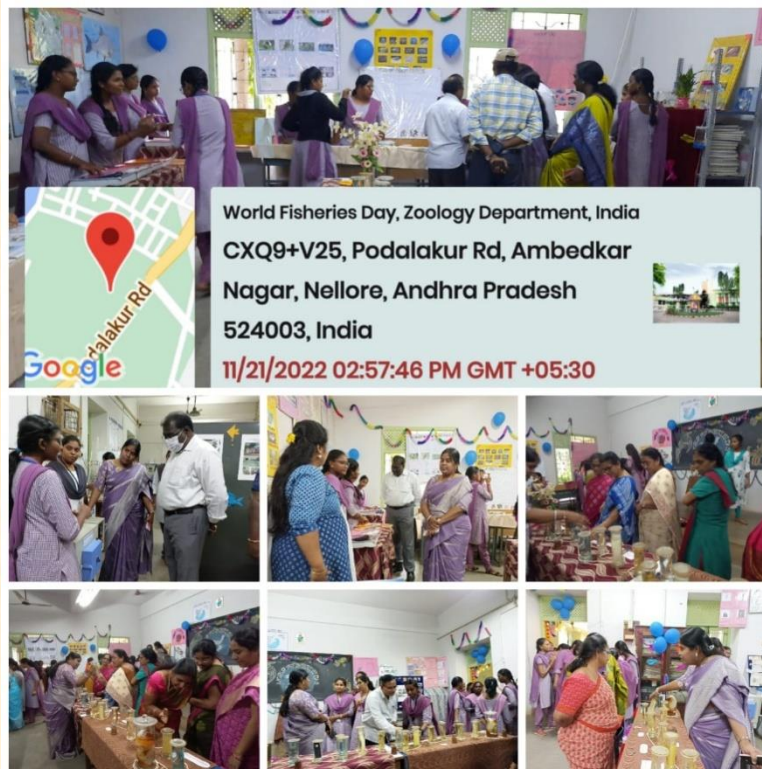 World Fisheries Day, Zoology Department, India
CXQ9+V25, Podalakur Rd, Ambedkar
Nagar, Nellore, Andhra Pradesh
524003, India
11/21/2022 02:57:46 PM GMT +05:30
dalakur Rd
Google